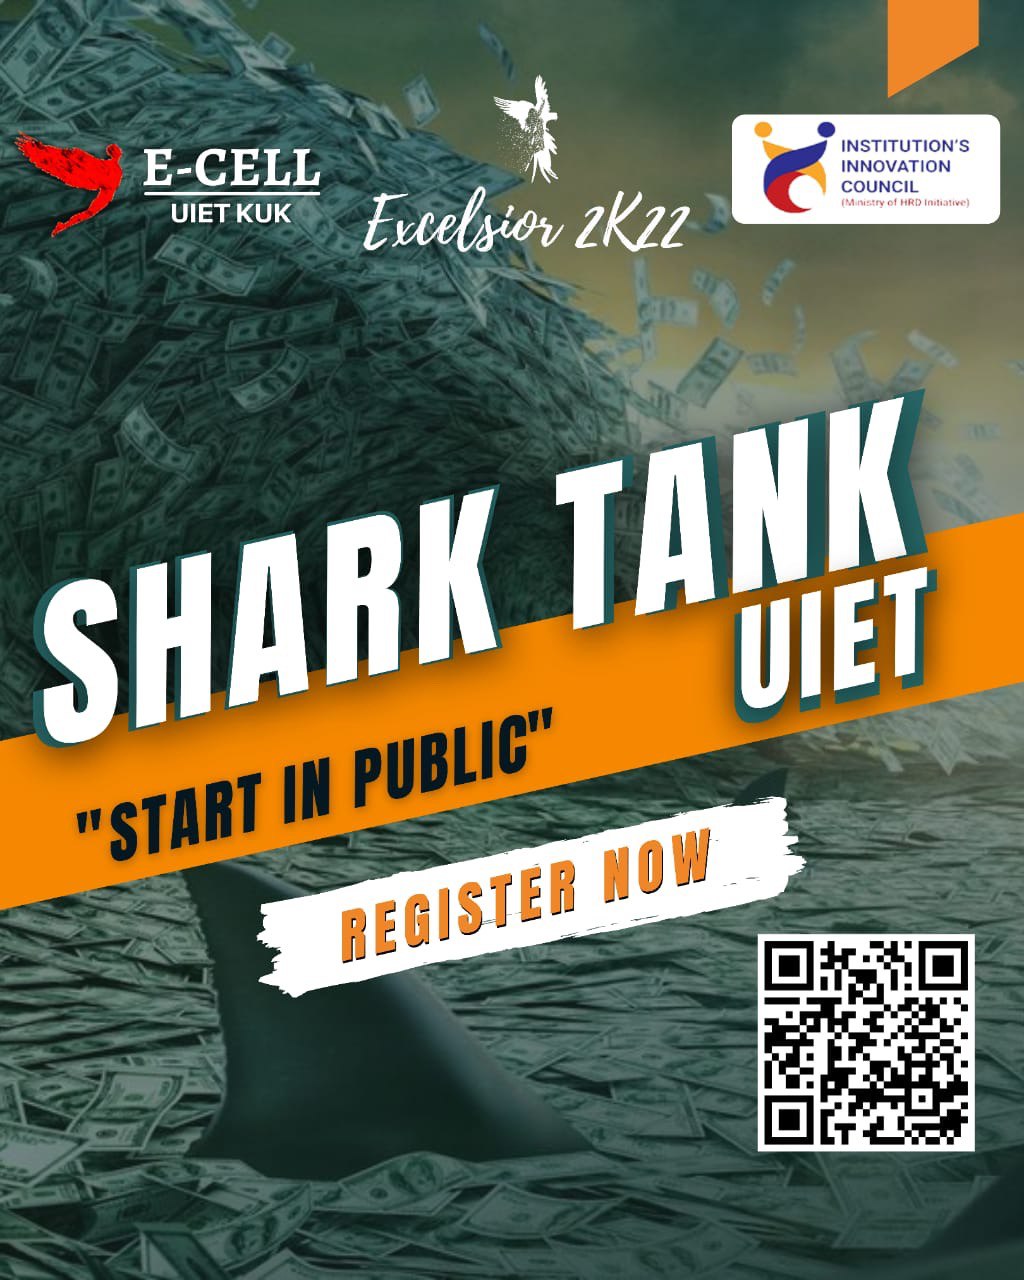 E-CELL
UIET KUK
Excelsior 2K22
INSTITUTION'S
INNOVATION
COUNCIL
(Ministry of HRD Initiative)
SHARK TANK
UIET
"START IN PUBLIC"
REGISTER NOW